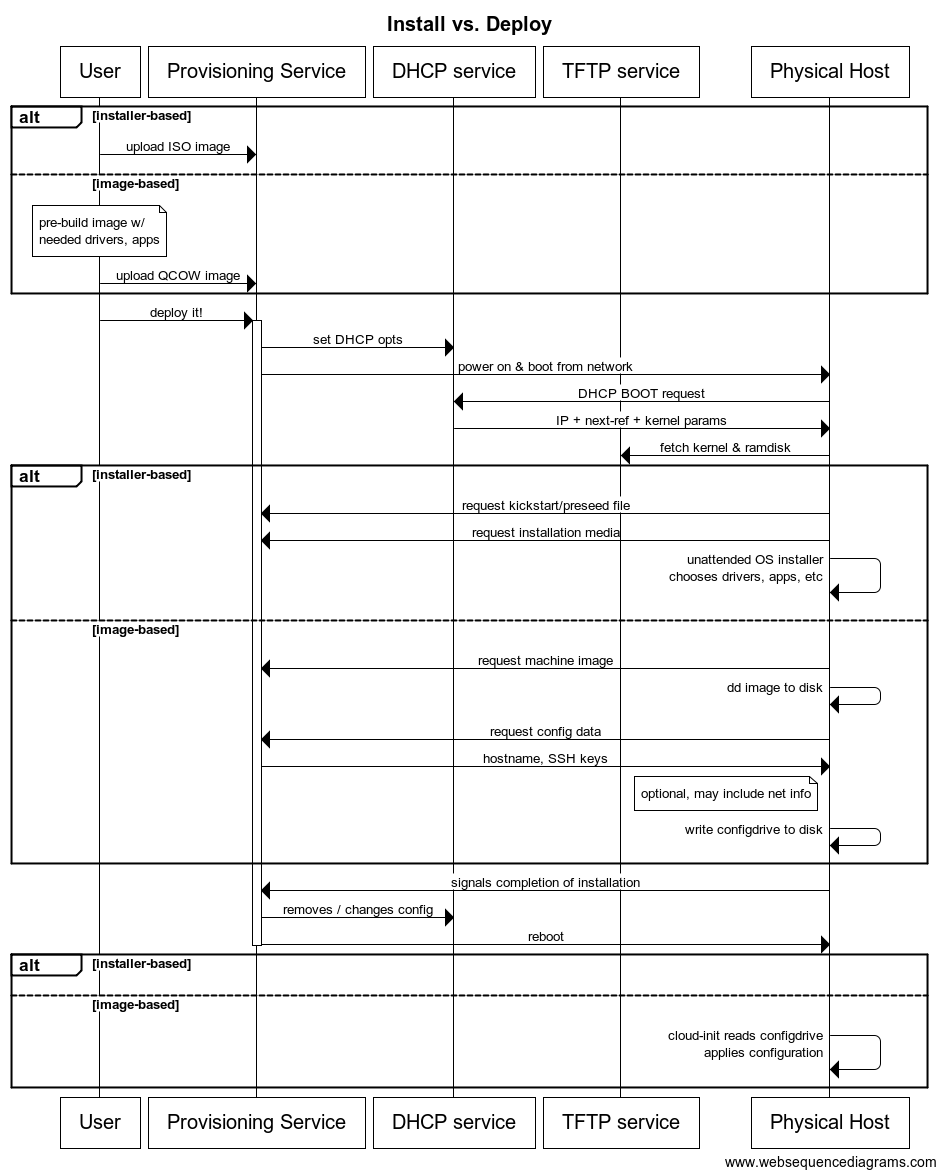 Install vs. Deploy
User
Provisioning Service
DHCP service
TFTP service
Physical Host
alt
[installer-based]
upload ISO image
[image-based]
pre-build image w/
needed drivers, apps
upload QCOW image
deploy it!
set DHCP opts
power on & boot from network
DHCP BOOT request
IP + next-ref + kernel params
fetch kernel & ramdisk
alt
[installer-based]
request kickstart/preseed file
request installation media
unattended OS installer
chooses drivers, apps, etc
[image-based]
request machine image
dd image to disk
request config data
hostname, SSH keys
optional, may include net info
write configdrive to disk
signals completion of installation
removes / changes config
reboot
alt
[installer-based]
[image-based]
cloud-init reads configdrive
applies configuration
User
Provisioning Service
DHCP service
TFTP service
Physical Host
www.websequencediagrams.com